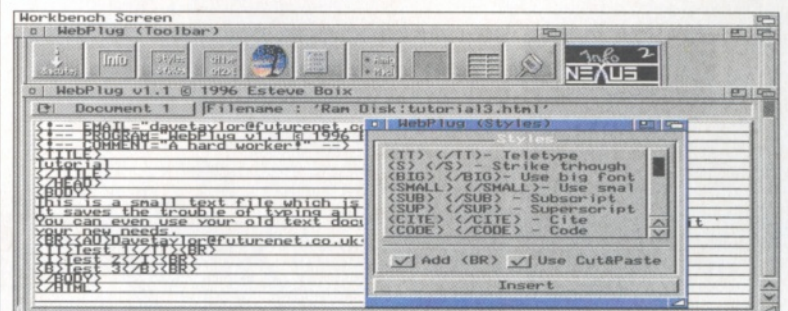 Workbench Screen
WebPlug (Toolbar)
Info
Info 2
NEXUS
WebPlug v1.1 © 1996 Esteve Boix
Document 1 Filename : 'Ram Disk:tutorial3.html'
<!-- EMAIL="davetaylor@futurenet.co
<!-- PROGRAM="WebPlug v1.1 © 1996
<!-- COMMENT="A hard worker!" -->
<TITLE>
Tutorial
</TITLE>
</HEAD>
<BODY>
This is a small text file which is
It saves the trouble of typing all
You can even use your old text docu
your new needs.
<BR><AU>Davetaylor@futurenet.co.uk
<TT>Test 1</TT><BR>
<I>Test 2</I><BR>
<B>Test 3</B><BR>
</BODY>
</HTML>
WebPlug (Styles)
Styles
<TT> </TT>- Teletype
<S> </S> - Strike trhough
<BIG> </BIG>- Use big font
<SMALL> </SMALL>- Use smal
<SUB> </SUB> - Subscript
<SUP> </SUP> - Superscript
<CITE> </CITE> - Cite
<CODE> </CODE> - Code
Add <BR> Use Cut&Paste
Insert